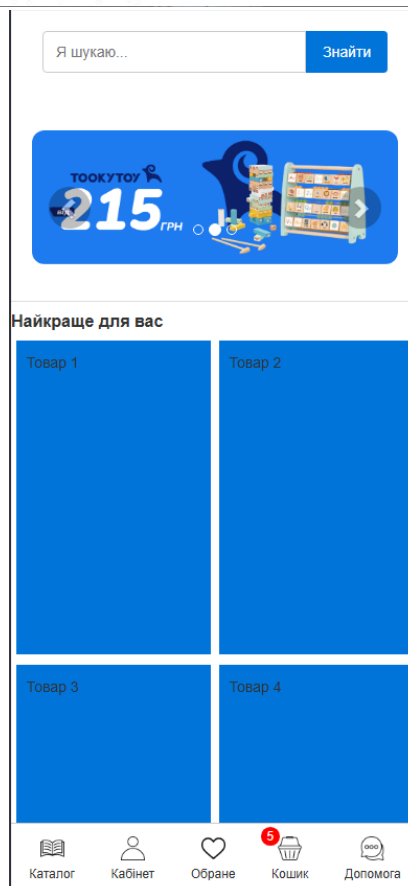 Я шукаю...
Знайти
TOOKYTOY
ВІД 215 ГРН
Найкраще для вас
Товар 1
Товар 2
Товар 3
Товар 4
5
Каталог
Кабінет
Обране
Кошик
Допомога